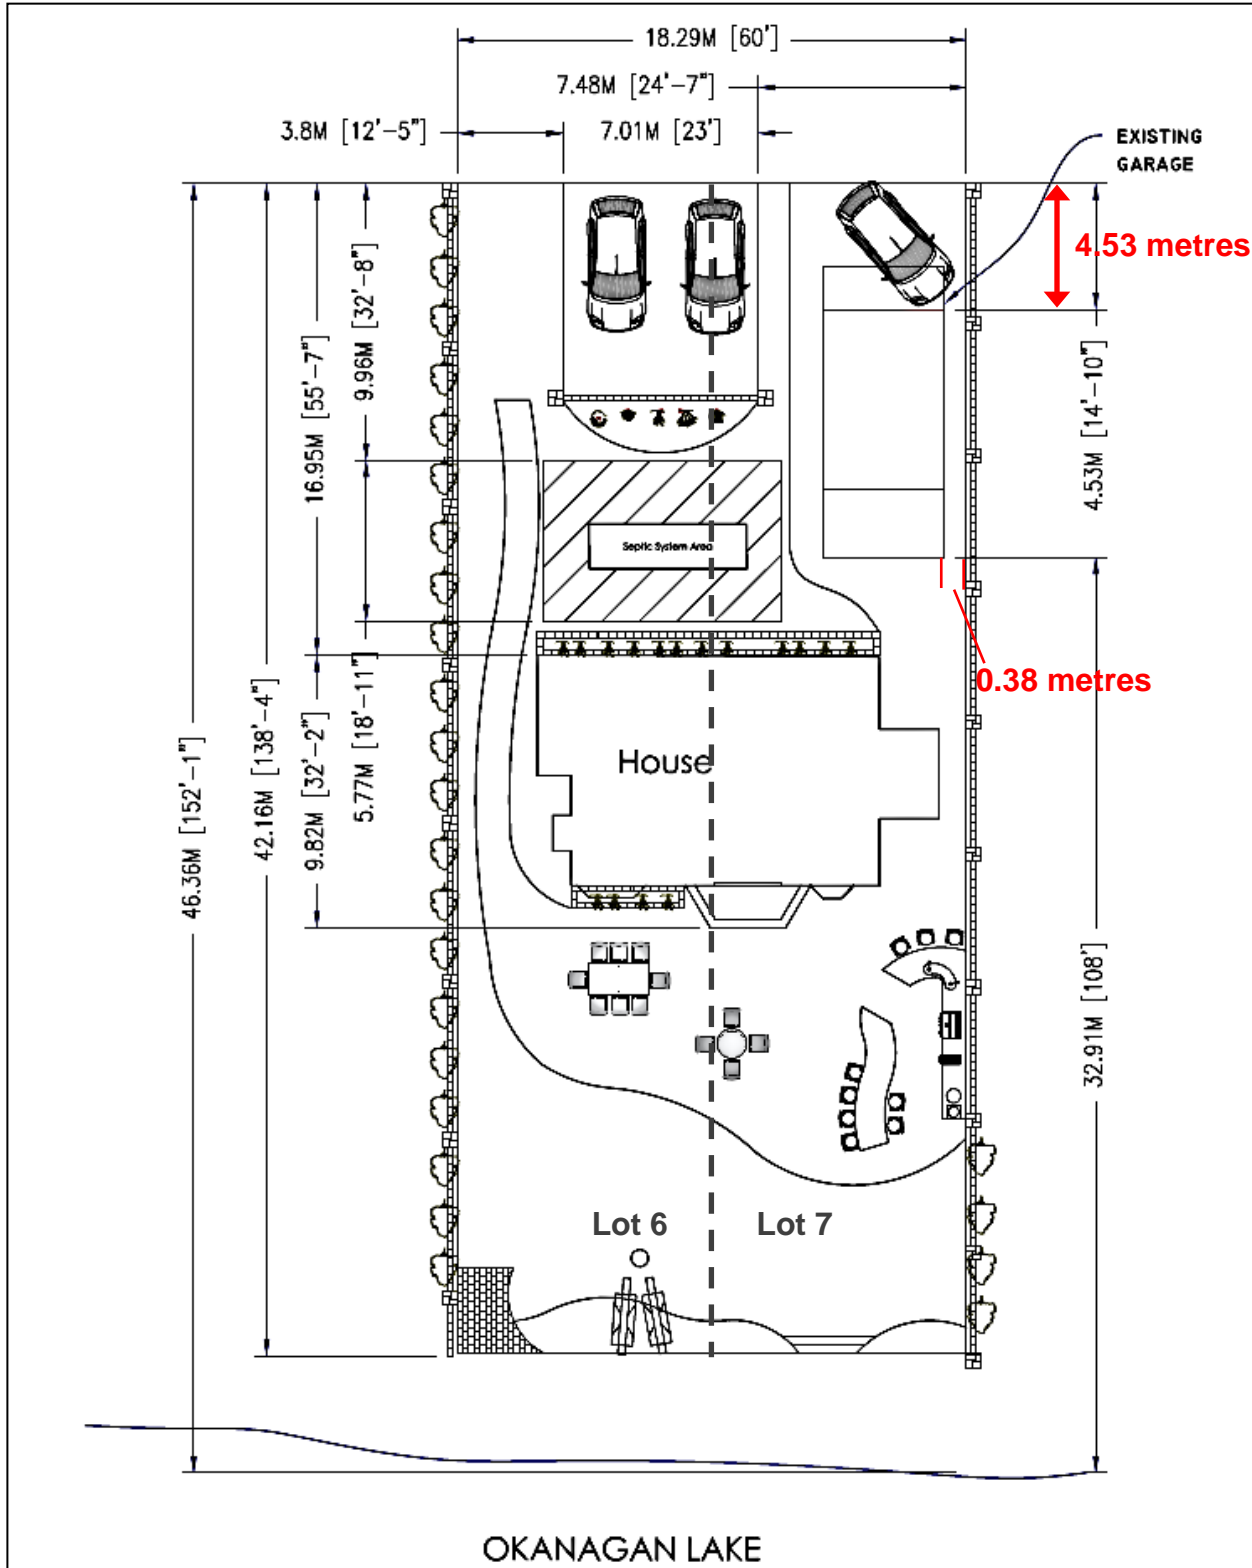 18.29M [60']
7.48M [24'-7"]
3.8M [12'-5"]
7.01M [23']
EXISTING
GARAGE
4.53 metres
9.96M [32'-8"]
16.95M [55'-7"]
4.53M [14'-10"]
Septic System Area
0.38 metres
5.77M [18'-11"]
9.82M [32'-2"]
42.16M [138'-4"]
46.36M [152'-1"]
House
32.91M [108']
Lot 6
Lot 7
OKANAGAN LAKE